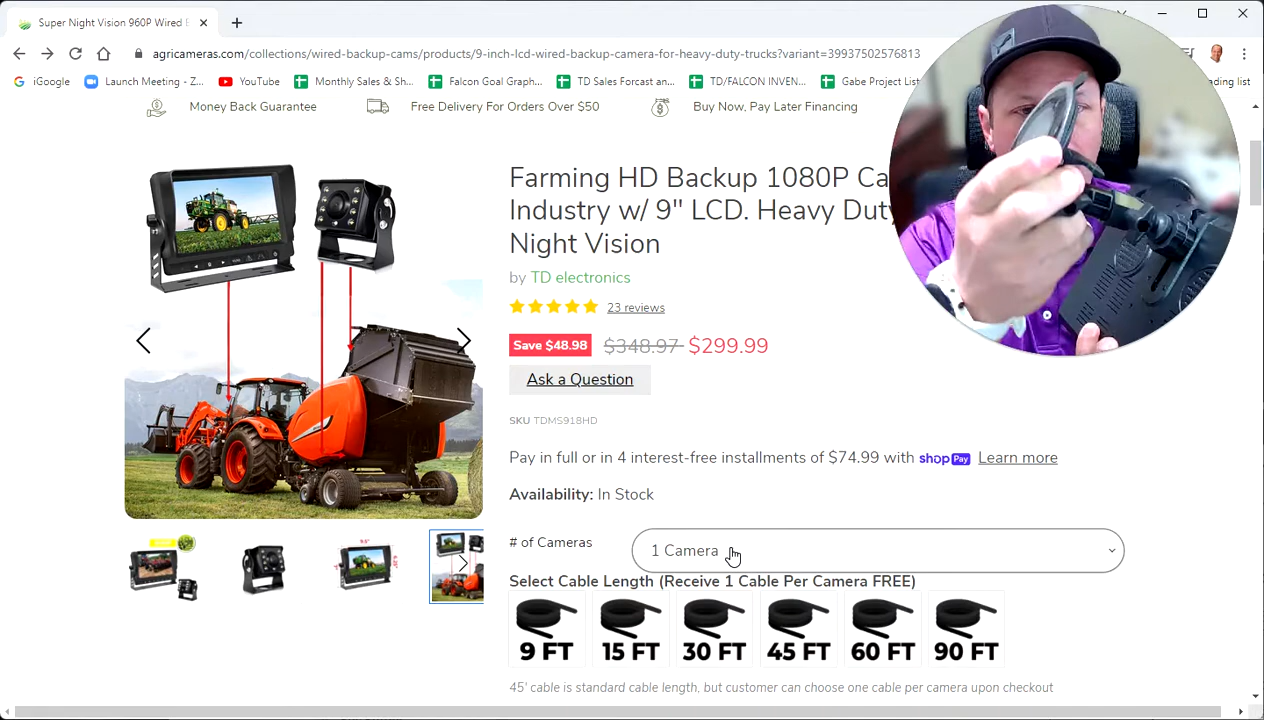 Super Night Vision 960P Wired B
agricameras.com/collections/wired-backup-cams/products/9-inch-lcd-wired-backup-camera-for-heavy-duty-trucks?variant=39937502576813
iGoogle
Launch Meeting - Z...
YouTube
Monthly Sales & Sh...
Falcon Goal Graph...
TD Sales Forcast an...
TD/FALCON INVEN...
Gabe Project List
ding list
Money Back Guarantee
Free Delivery For Orders Over $50
Buy Now, Pay Later Financing
Farming HD Backup 1080P Ca
Industry w/ 9" LCD. Heavy Duty
Night Vision
by TD electronics
23 reviews
Save $48.98 $348.97 $299.99
Ask a Question
SKU TDMS918HD
Pay in full or in 4 interest-free installments of $74.99 with shop Pay Learn more
Availability: In Stock
# of Cameras
1 Camera
Select Cable Length (Receive 1 Cable Per Camera FREE)
9 FT 15 FT 30 FT 45 FT 60 FT 90 FT
45' cable is standard cable length, but customer can choose one cable per camera upon checkout